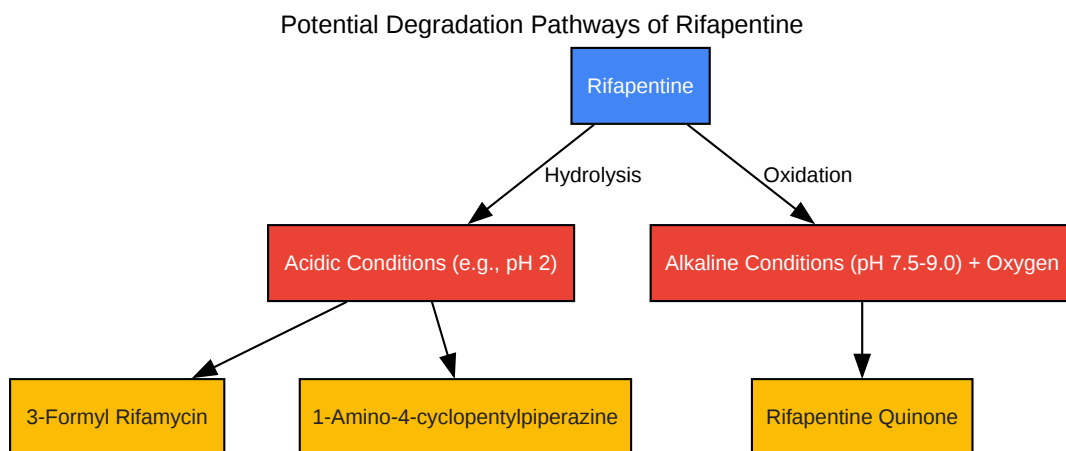 Potential Degradation Pathways of Rifapentine
Rifapentine
Hydrolysis
Oxidation
Acidic Conditions (e.g., pH 2)
Alkaline Conditions (pH 7.5-9.0) + Oxygen
3-Formyl Rifamycin
1-Amino-4-cyclopentylpiperazine
Rifapentine Quinone